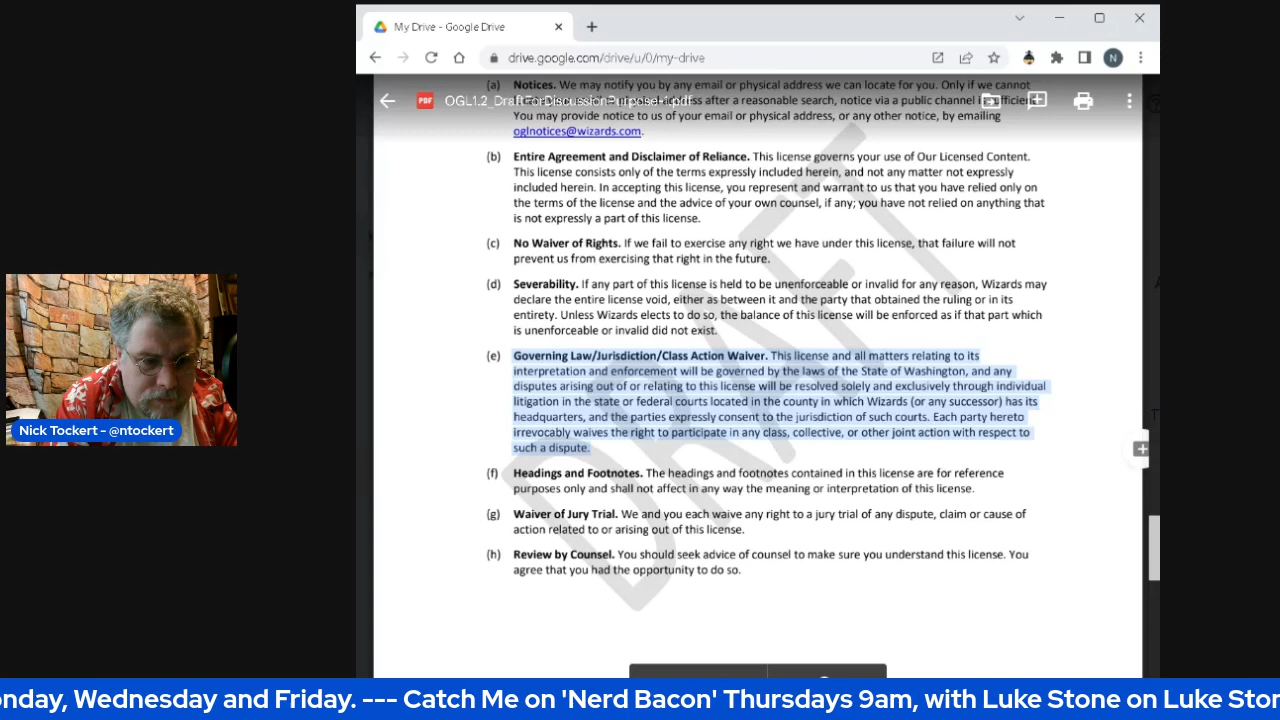 My Drive - Google Drive
drive.google.com/drive/u/0/my-drive
N
(a) Notices. We may notify you by any email or physical address we can locate for you. Only if we cannot
PDF
ss after a reasonable search, notice via a public channel is sufficient.
You may provide notice to us of your email or physical address, or any other notice, by emailing
oglnotices@wizards.com.
(b) Entire Agreement and Disclaimer of Reliance. This license governs your use of Our Licensed Content.
This license consists only of the terms expressly included herein, and not any matter not expressly
included herein. In accepting this license, you represent and warrant to us that you have relied only on
the terms of the license and the advice of your own counsel, if any; you have not relied on anything that
is not expressly a part of this license.
(c) No Waiver of Rights. If we fail to exercise any right we have under this license, that failure will not
prevent us from exercising that right in the future.
(d) Severability. If any part of this license is held to be unenforceable or invalid for any reason, Wizards may
declare the entire license void, either as between it and the party that obtained the ruling or in its
entirety. Unless Wizards elects to do so, the balance of this license will be enforced as if that part which
is unenforceable or invalid did not exist.
(e) Governing Law/Jurisdiction/Class Action Waiver. This license and all matters relating to its
interpretation and enforcement will be governed by the laws of the State of Washington, and any
disputes arising out of or relating to this license will be resolved solely and exclusively through individual
litigation in the state or federal courts located in the county in which Wizards (or any successor) has its
headquarters, and the parties expressly consent to the jurisdiction of such courts. Each party hereto
irrevocably waives the right to participate in any class, collective, or other joint action with respect to
such a dispute.
(f) Headings and Footnotes. The headings and footnotes contained in this license are for reference
purposes only and shall not affect in any way the meaning or interpretation of this license.
(g) Waiver of Jury Trial. We and you each waive any right to a jury trial of any dispute, claim or cause of
action related to or arising out of this license.
(h) Review by Counsel. You should seek advice of counsel to make sure you understand this license. You
agree that you had the opportunity to do so.
DRAFT
Nick Tockert - @ntockert
onday, Wednesday and Friday. --- Catch Me on 'Nerd Bacon' Thursdays 9am, with Luke Stone on Luke Ston